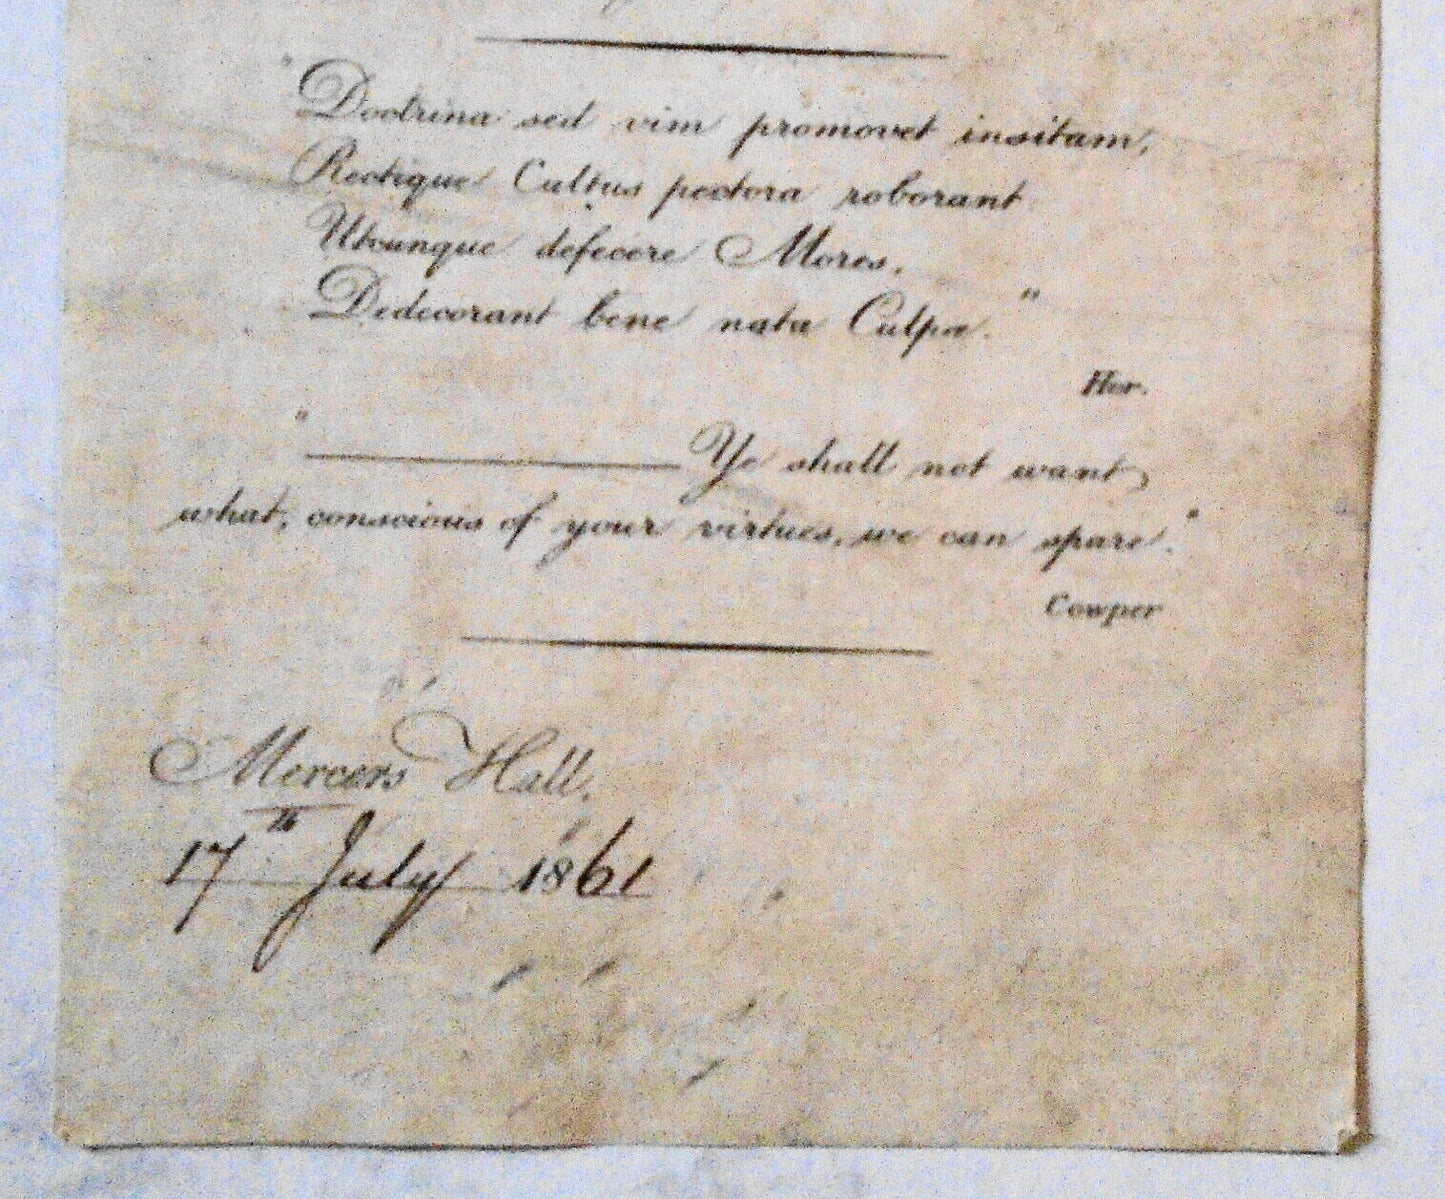 "Doctrina sed vim promovet insitam,
Rectique Cultus pectora roborant
Utcunque defecere Mores,
Dedecorant bene nata Culpæ."
Hor.
"———— Ye shall not want
what, conscious of your virtues, we can spare."
Cowper
Mercers Hall,
17th July 1861